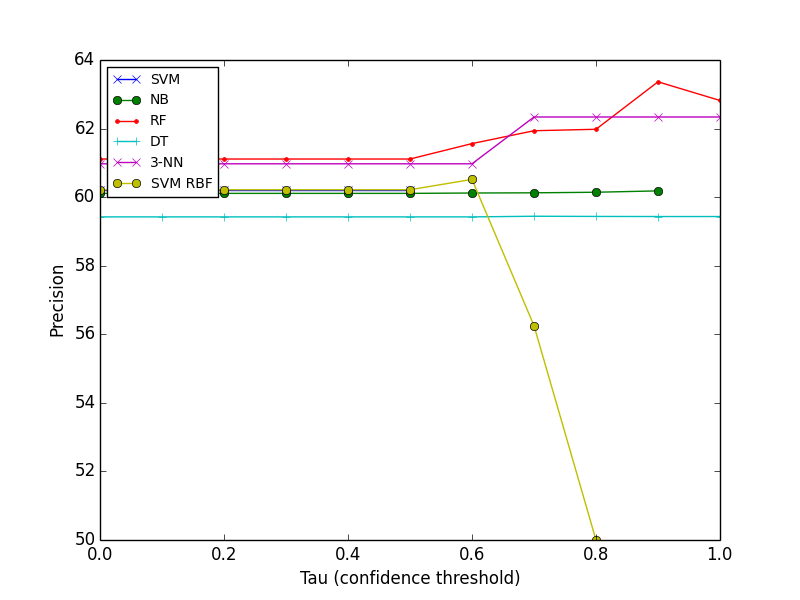 64
62
60
58
56
54
52
50
Precision
SVM
NB
RF
DT
3-NN
SVM RBF
0.0 0.2 0.4 0.6 0.8 1.0
Tau (confidence threshold)